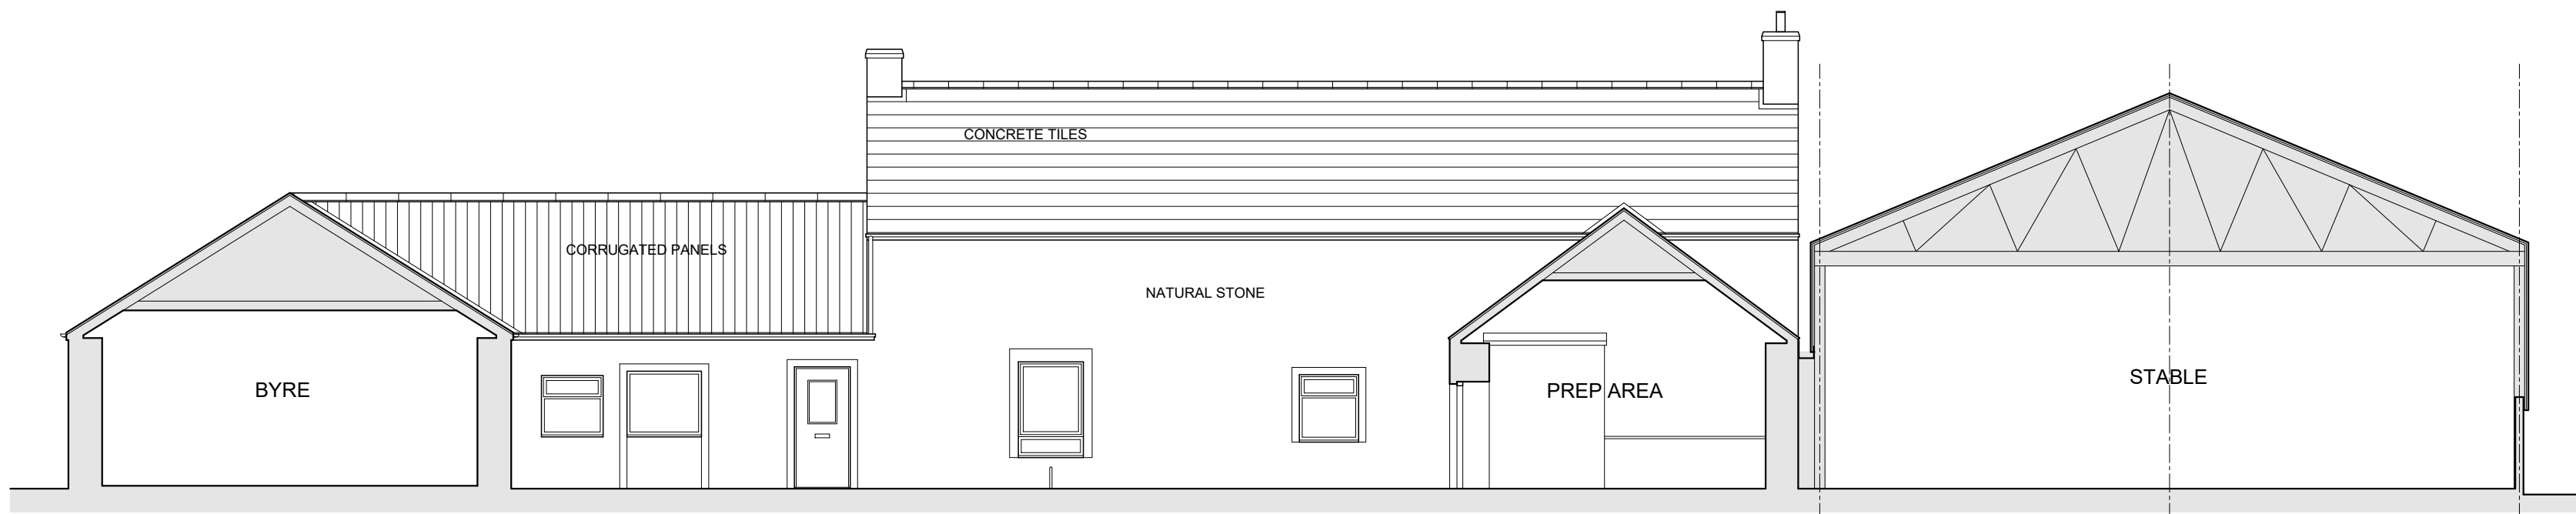 CONCRETE TILES
CORRUGATED PANELS
NATURAL STONE
BYRE
PREP AREA
STABLE